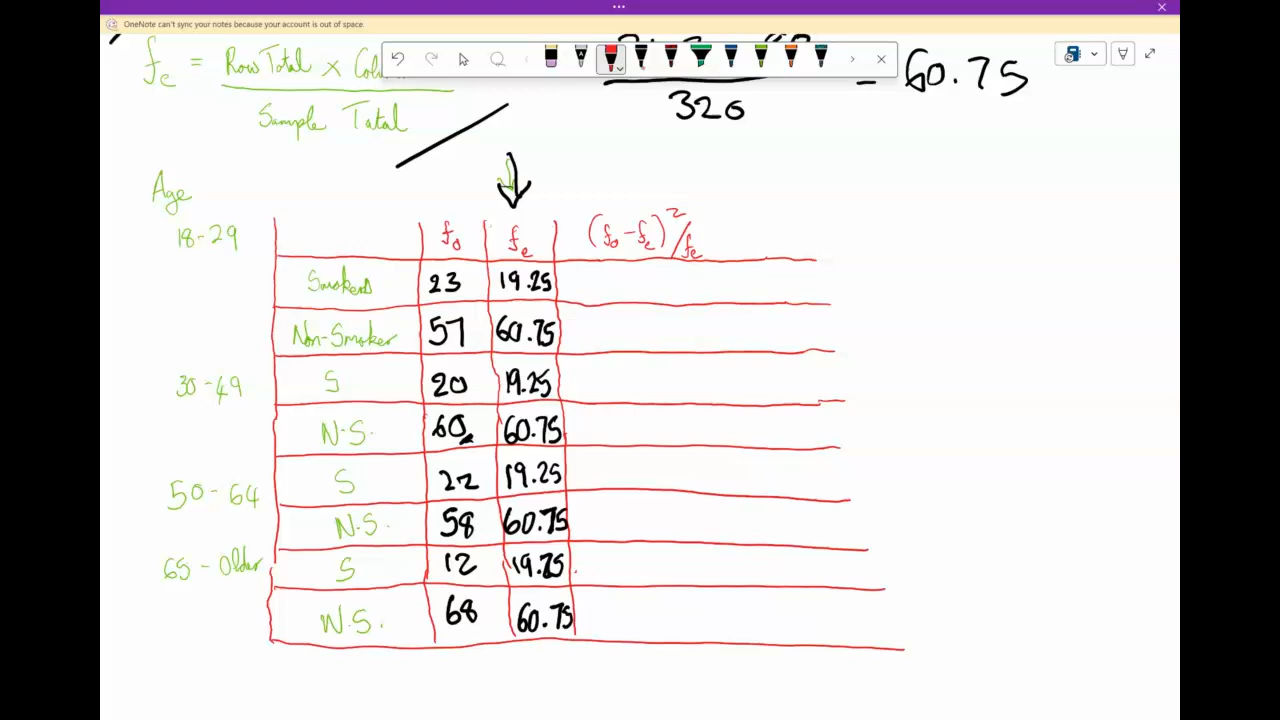 OneNote can't sync your notes because your account is out of space.
fe = Row Total ×
Sample Total
320
= 60.75
Age
18-29
fo fe (fo - fe)²/fe
Smokers 23 19.25
Non-Smoker 57 60.75
30-49 S 20 19.25
N.S. 60 60.75
50-64 S 22 19.25
N.S. 58 60.75
65-Older S 12 19.25
N.S. 68 60.75